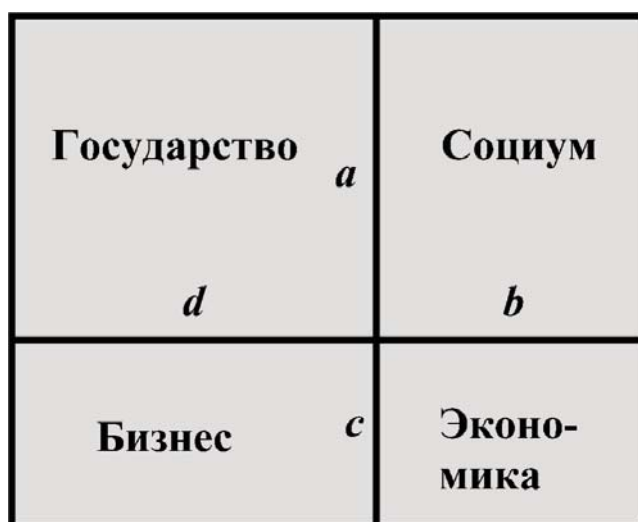 Государство
Социум
a
d
b
Бизнес
c
Эконо-
мика